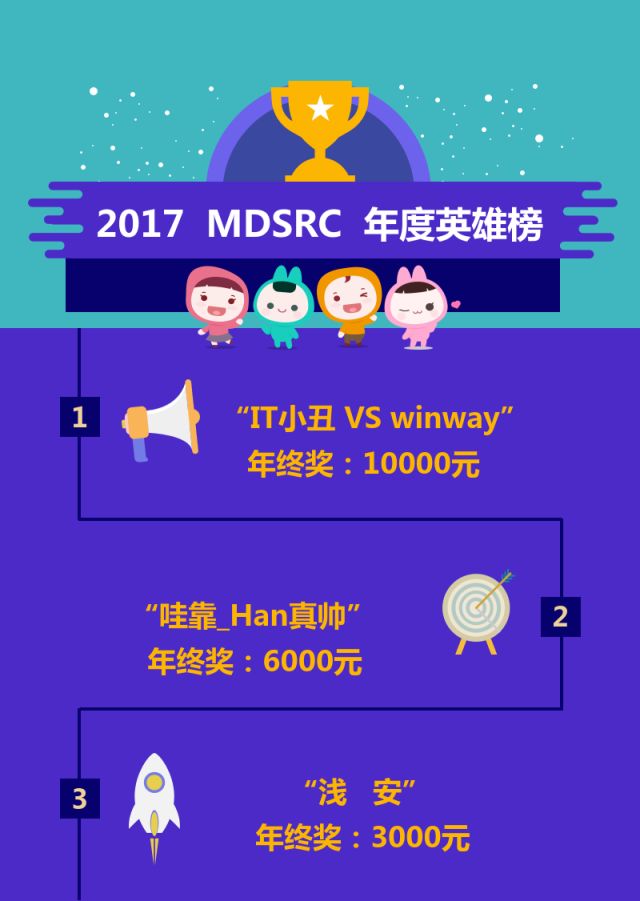 2017 MDSRC 年度英雄榜
1
“IT小丑 VS winway”
年终奖：10000元
“哇靠_Han真帅”
年终奖：6000元
2
3
“浅 安”
年终奖：3000元